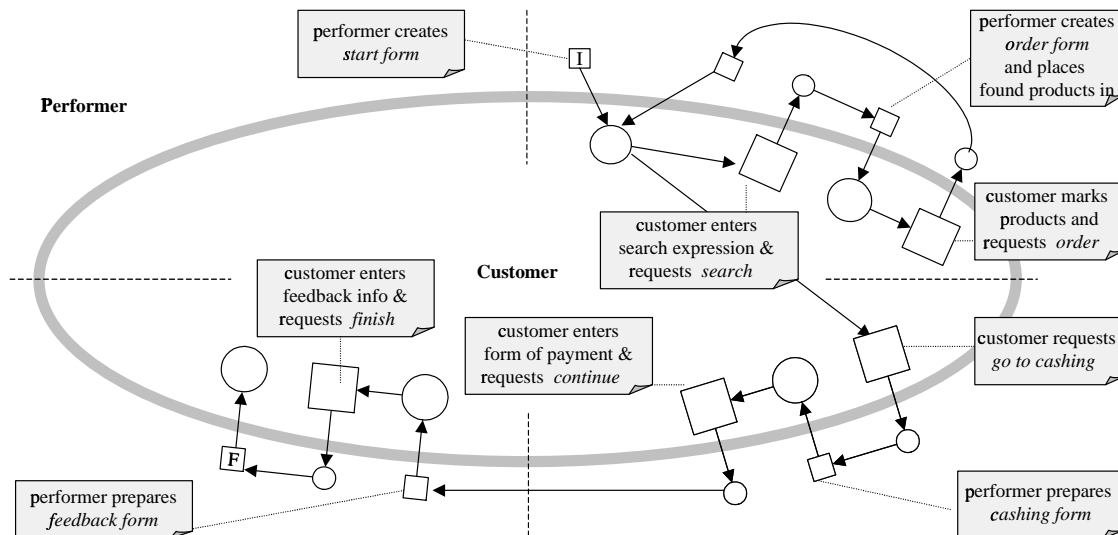 performer creates
start form
I
performer creates
order form
and places
found products in
Performer
customer marks
products and
requests order
customer enters
search expression &
requests search
Customer
customer enters
feedback info &
requests finish
customer enters
form of payment &
requests continue
customer requests
go to cashing
F
performer prepares
feedback form
performer prepares
cashing form